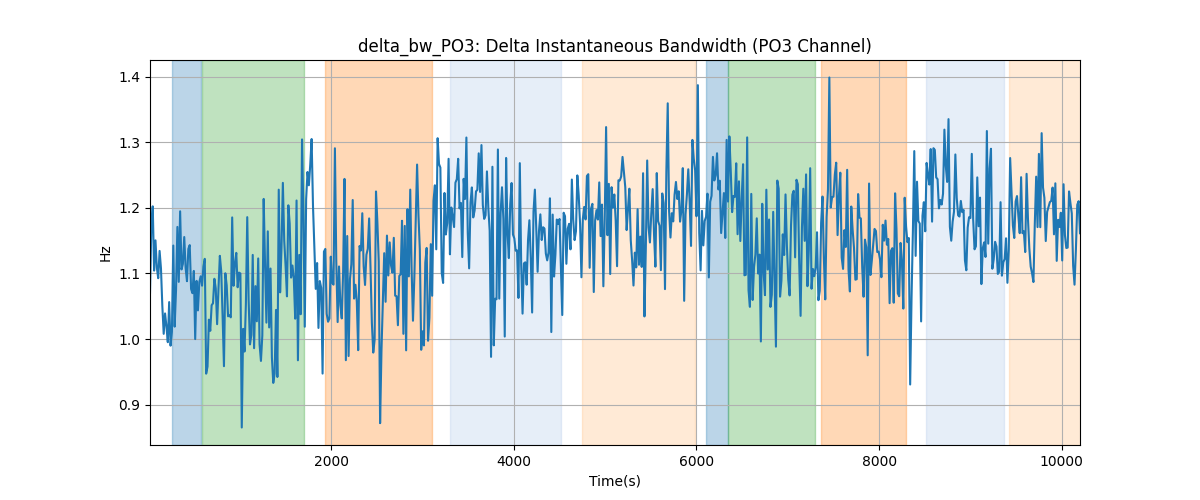 delta_bw_PO3: Delta Instantaneous Bandwidth (PO3 Channel)
1.4
1.3
1.2
1.1
1.0
0.9
Hz
2000 4000 6000 8000 10000
Time(s)